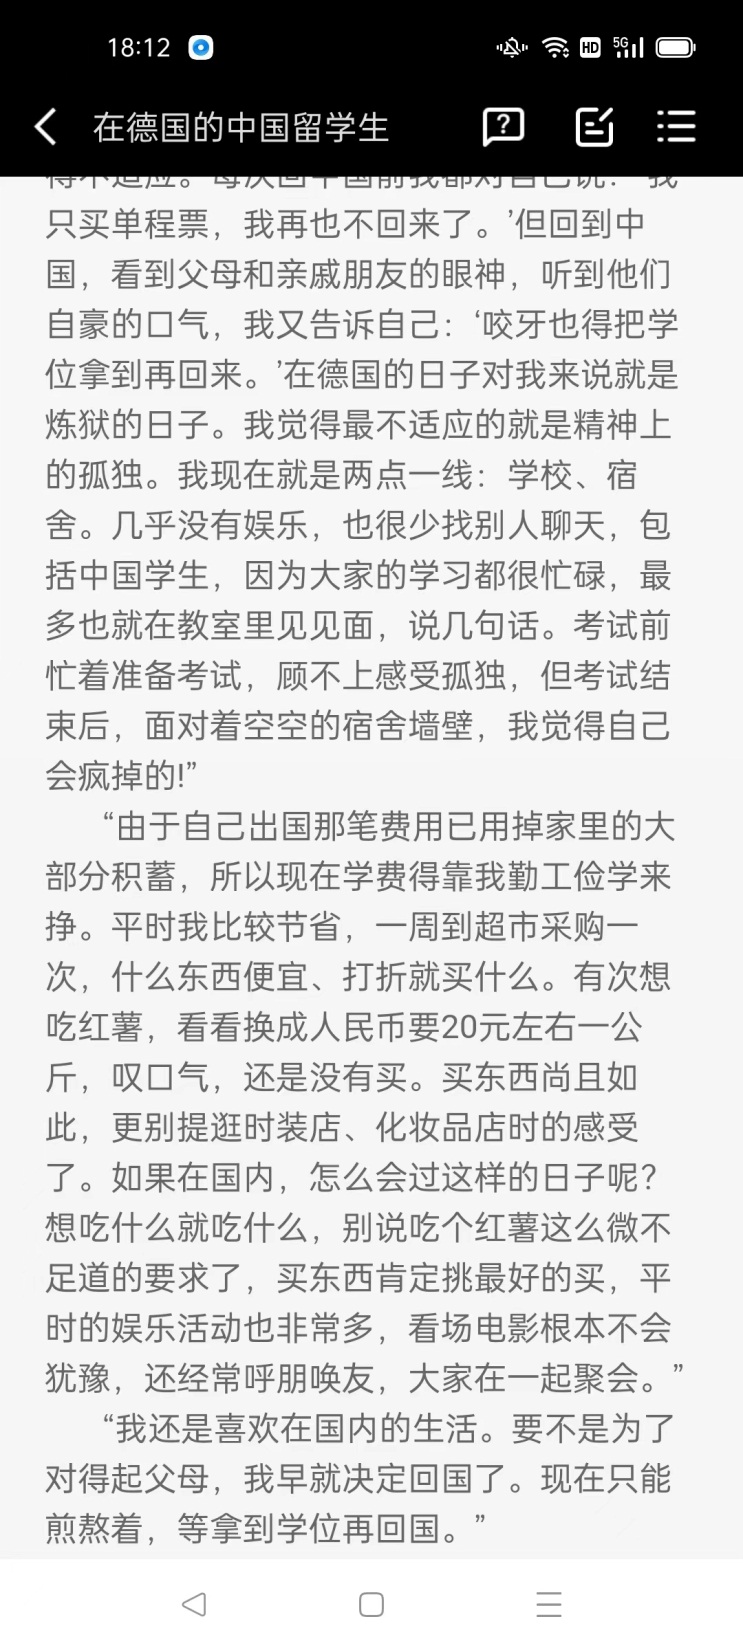 18:12
HD
5G
在德国的中国留学生
得不适应。每次回中国前我都对自己说：‘我
只买单程票，我再也不回来了。’但回到中
国，看到父母和亲戚朋友的眼神，听到他们
自豪的口气，我又告诉自己：‘咬牙也得把学
位拿到再回来。’在德国的日子对我来说就是
炼狱的日子。我觉得最不适应的就是精神上
的孤独。我现在就是两点一线：学校、宿
舍。几乎没有娱乐，也很少找别人聊天，包
括中国学生，因为大家的学习都很忙碌，最
多也就在教室里见见面，说几句话。考试前
忙着准备考试，顾不上感受孤独，但考试结
束后，面对着空空的宿舍墙壁，我觉得自己
会疯掉的!”
“由于自己出国那笔费用已用掉家里的大
部分积蓄，所以现在学费得靠我勤工俭学来
挣。平时我比较节省，一周到超市采购一
次，什么东西便宜、打折就买什么。有次想
吃红薯，看看换成人民币要20元左右一公
斤，叹口气，还是没有买。买东西尚且如
此，更别提逛时装店、化妆品店时的感受
了。如果在国内，怎么会过这样的日子呢？
想吃什么就吃什么，别说吃个红薯这么微不
足道的要求了，买东西肯定挑最好的买，平
时的娱乐活动也非常多，看场电影根本不会
犹豫，还经常呼朋唤友，大家在一起聚会。”
“我还是喜欢在国内的生活。要不是为了
对得起父母，我早就决定回国了。现在只能
煎熬着，等拿到学位再回国。”